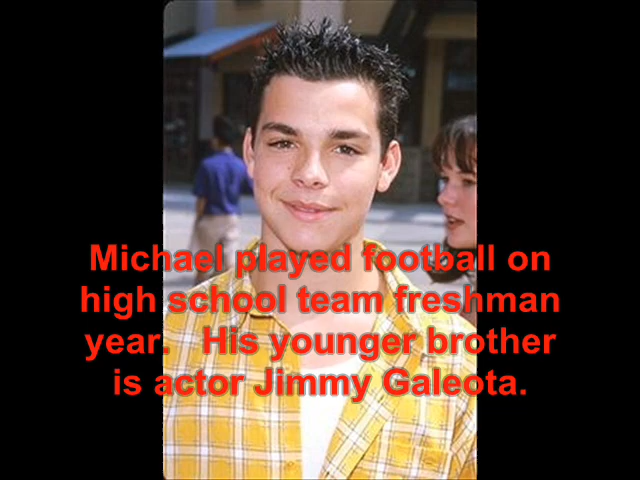 Michael played football on
high school team freshman
year.   His younger brother
is actor Jimmy Galeota.